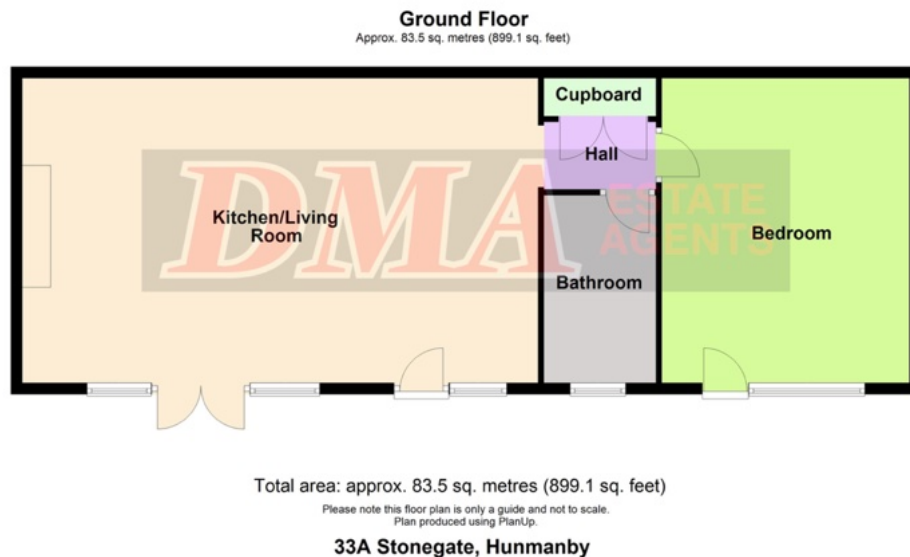 Ground Floor
Approx. 83.5 sq. metres (899.1 sq. feet)
Cupboard
Hall
Kitchen/Living
Room
DMA
ESTATE
AGENTS
Bedroom
Bathroom
Total area: approx. 83.5 sq. metres (899.1 sq. feet)
Please note this floor plan is only a guide and not to scale.
Plan produced using PlanUp.
33A Stonegate, Hunmanby